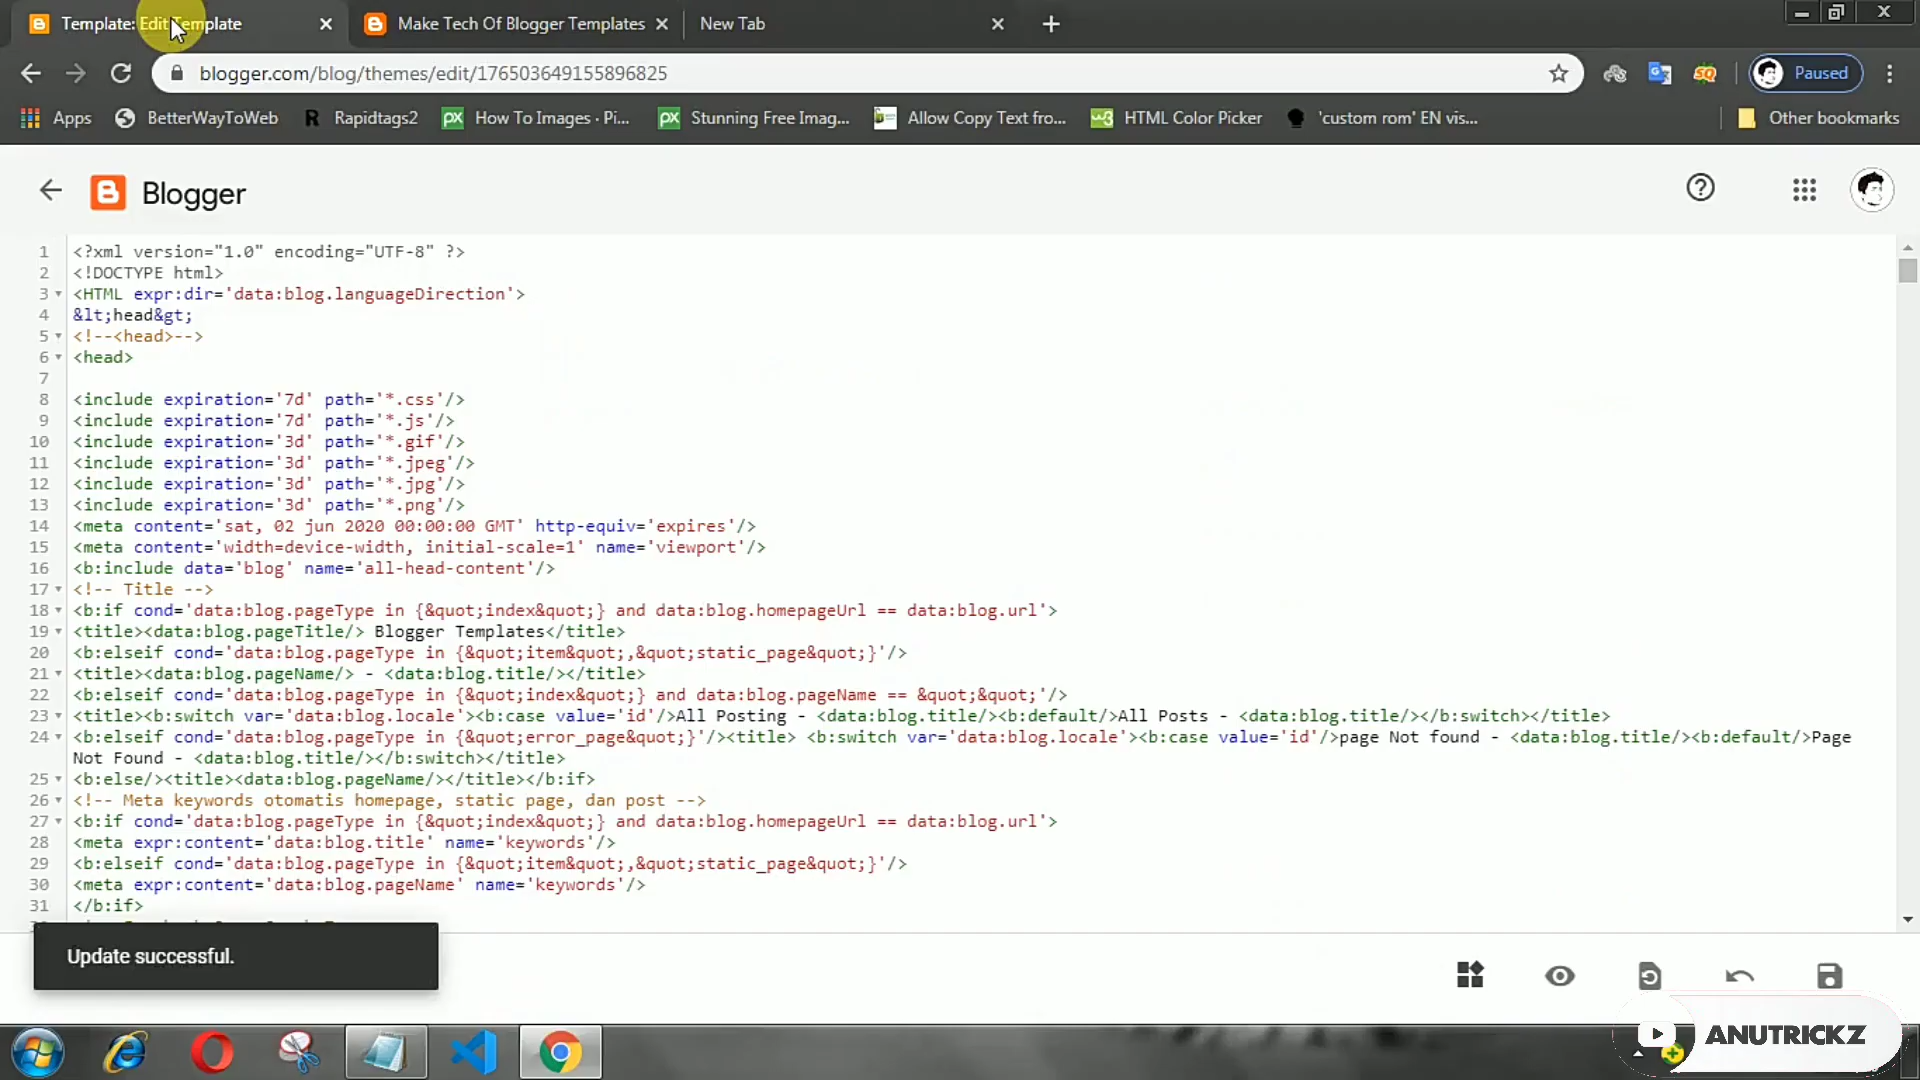 Template: Edit Template
Make Tech Of Blogger Templates
New Tab
blogger.com/blog/themes/edit/176503649155896825
Paused
Apps
BetterWayToWeb
Rapidtags2
How To Images · Pi...
Stunning Free Imag...
Allow Copy Text fro...
HTML Color Picker
'custom rom' EN vis...
Other bookmarks
Blogger
1 <?xml version="1.0" encoding="UTF-8" ?>
2 <!DOCTYPE html>
3 <HTML expr:dir='data:blog.languageDirection'>
4 &lt;head&gt;
5 <!--<head>-->
6 <head>
7
8 <include expiration='7d' path='*.css'/>
9 <include expiration='7d' path='*.js'/>
10 <include expiration='3d' path='*.gif'/>
11 <include expiration='3d' path='*.jpeg'/>
12 <include expiration='3d' path='*.jpg'/>
13 <include expiration='3d' path='*.png'/>
14 <meta content='sat, 02 jun 2020 00:00:00 GMT' http-equiv='expires'/>
15 <meta content='width=device-width, initial-scale=1' name='viewport'/>
16 <b:include data='blog' name='all-head-content'/>
17 <!-- Title -->
18 <b:if cond='data:blog.pageType in {&quot;index&quot;} and data:blog.homepageUrl == data:blog.url'>
19 <title><data:blog.pageTitle/> Blogger Templates</title>
20 <b:elseif cond='data:blog.pageType in {&quot;item&quot;,&quot;static_page&quot;}'/>
21 <title><data:blog.pageName/> - <data:blog.title/></title>
22 <b:elseif cond='data:blog.pageType in {&quot;index&quot;} and data:blog.pageName == &quot;&quot;'/>
23 <title><b:switch var='data:blog.locale'><b:case value='id'/>All Posting - <data:blog.title/><b:default/>All Posts - <data:blog.title/></b:switch></title>
24 <b:elseif cond='data:blog.pageType in {&quot;error_page&quot;}'/><title> <b:switch var='data:blog.locale'><b:case value='id'/>page Not found - <data:blog.title/><b:default/>Page
Not Found - <data:blog.title/></b:switch></title>
25 <b:else/><title><data:blog.pageName/></title></b:if>
26 <!-- Meta keywords otomatis homepage, static page, dan post -->
27 <b:if cond='data:blog.pageType in {&quot;index&quot;} and data:blog.homepageUrl == data:blog.url'>
28 <meta expr:content='data:blog.title' name='keywords'/>
29 <b:elseif cond='data:blog.pageType in {&quot;item&quot;,&quot;static_page&quot;}'/>
30 <meta expr:content='data:blog.pageName' name='keywords'/>
31 </b:if>
Update successful.
ANUTRICKZ